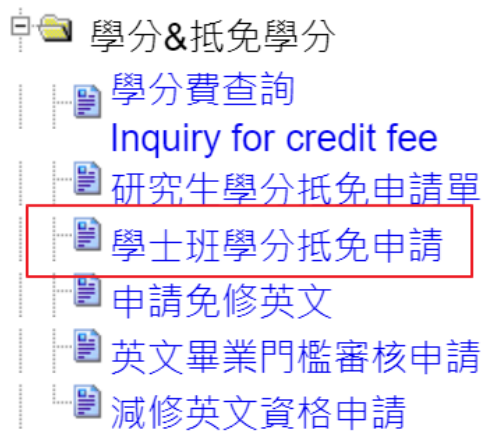 學分&抵免學分
學分費查詢
Inquiry for credit fee
研究生學分抵免申請單
學士班學分抵免申請
申請免修英文
英文畢業門檻審核申請
減修英文資格申請